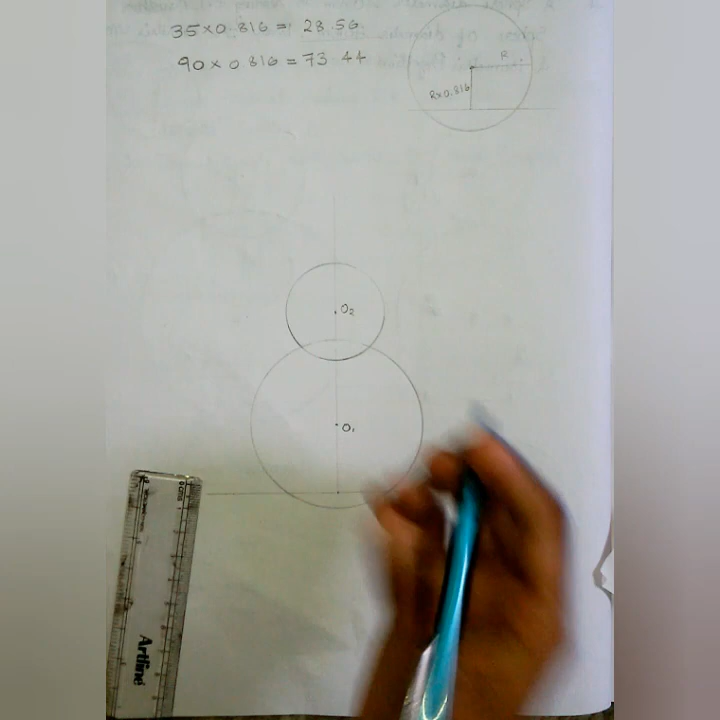 35×0.816 = 28.56
90×0.816 = 73.44
R
R×0.816
O₂
O₁
Artline